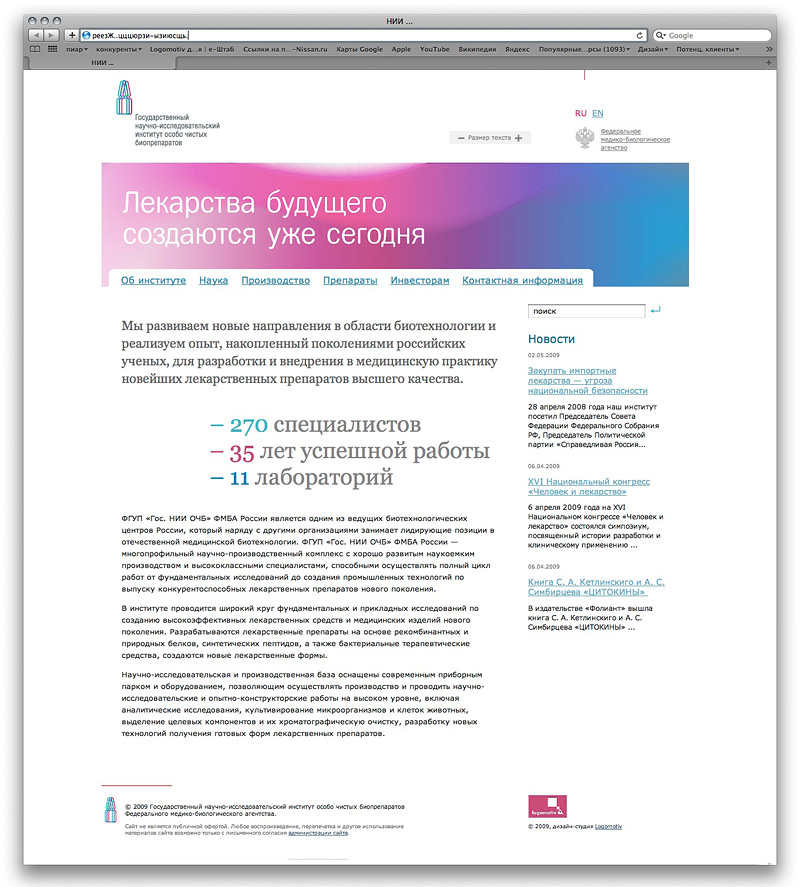 НИИ ...
рееzЖ..ццщюрзи-ызиюсщь.
Google
пиар
конкуренты
Logomotiv д...я | е-Штаб
Ссылки на п...-Nissan.ru
Карты Google
Apple
YouTube
Википедия
Яндекс
Популярные...рсы (1093)
Дизайн
Потенц. клиенты
НИИ ...
Государственный
научно-исследовательский
институт особо чистых
биопрепаратов
— Размер текста +
RU EN
Федеральное
медико-биологическое
агенство
Лекарства будущего
создаются уже сегодня
Об институте Наука Производство Препараты Инвесторам Контактная информация
Мы развиваем новые направления в области биотехнологии и
реализуем опыт, накопленный поколениями российских
ученых, для разработки и внедрения в медицинскую практику
новейших лекарственных препаратов высшего качества.
– 270 специалистов
– 35 лет успешной работы
– 11 лабораторий
ФГУП «Гос. НИИ ОЧБ» ФМБА России является одним из ведущих биотехнологических
центров России, который наряду с другими организациями занимает лидирующие позиции в
отечественной медицинской биотехнологии. ФГУП «Гос. НИИ ОЧБ» ФМБА России —
многопрофильный научно-производственный комплекс с хорошо развитым наукоемким
производством и высококлассными специалистами, способными осуществлять полный цикл
работ от фундаментальных исследований до создания промышленных технологий по
выпуску конкурентоспособных лекарственных препаратов нового поколения.
В институте проводится широкий круг фундаментальных и прикладных исследований по
созданию высокоэффективных лекарственных средств и медицинских изделий нового
поколения. Разрабатываются лекарственные препараты на основе рекомбинантных и
природных белков, синтетических пептидов, а также бактериальные терапевтические
средства, создаются новые лекарственные формы.
Научно-исследовательская и производственная база оснащены современным приборным
парком и оборудованием, позволяющим осуществлять производство и проводить научно-
исследовательские и опытно-конструкторские работы на высоком уровне, включая
аналитические исследования, культивирование микроорганизмов и клеток животных,
выделение целевых компонентов и их хроматографическую очистку, разработку новых
технологий получения готовых форм лекарственных препаратов.
поиск
Новости
02.05.2009
Закупать импортные
лекарства — угроза
национальной безопасности
28 апреля 2008 года наш институт
посетил Председатель Совета
Федерации Федерального Собрания
РФ, Председатель Политической
партии «Справедливая Россия...
06.04.2009
XVI Национальный конгресс
«Человек и лекарство»
6 апреля 2009 года на XVI
Национальном конгрессе «Человек и
лекарство» состоялся симпозиум,
посвященный истории разработки и
клиническому применению ...
06.04.2009
Книга С. А. Кетлинскиго и А. С.
Симбирцева «ЦИТОКИНЫ»
В издательстве «Фолиант» вышла
книга С. А. Кетлинского и А. С.
Симбирцева «ЦИТОКИНЫ» ...
© 2009 Государственный научно-исследовательский институт особо чистых биопрепаратов
Федерального медико-биологического агентства.
Сайт не является публичной офертой. Любое воспроизведение, перепечатка и другое использование
материалов сайта возможно только с письменного согласия администрации сайта.
logomotiv
© 2009, дизайн-студия Logomotiv